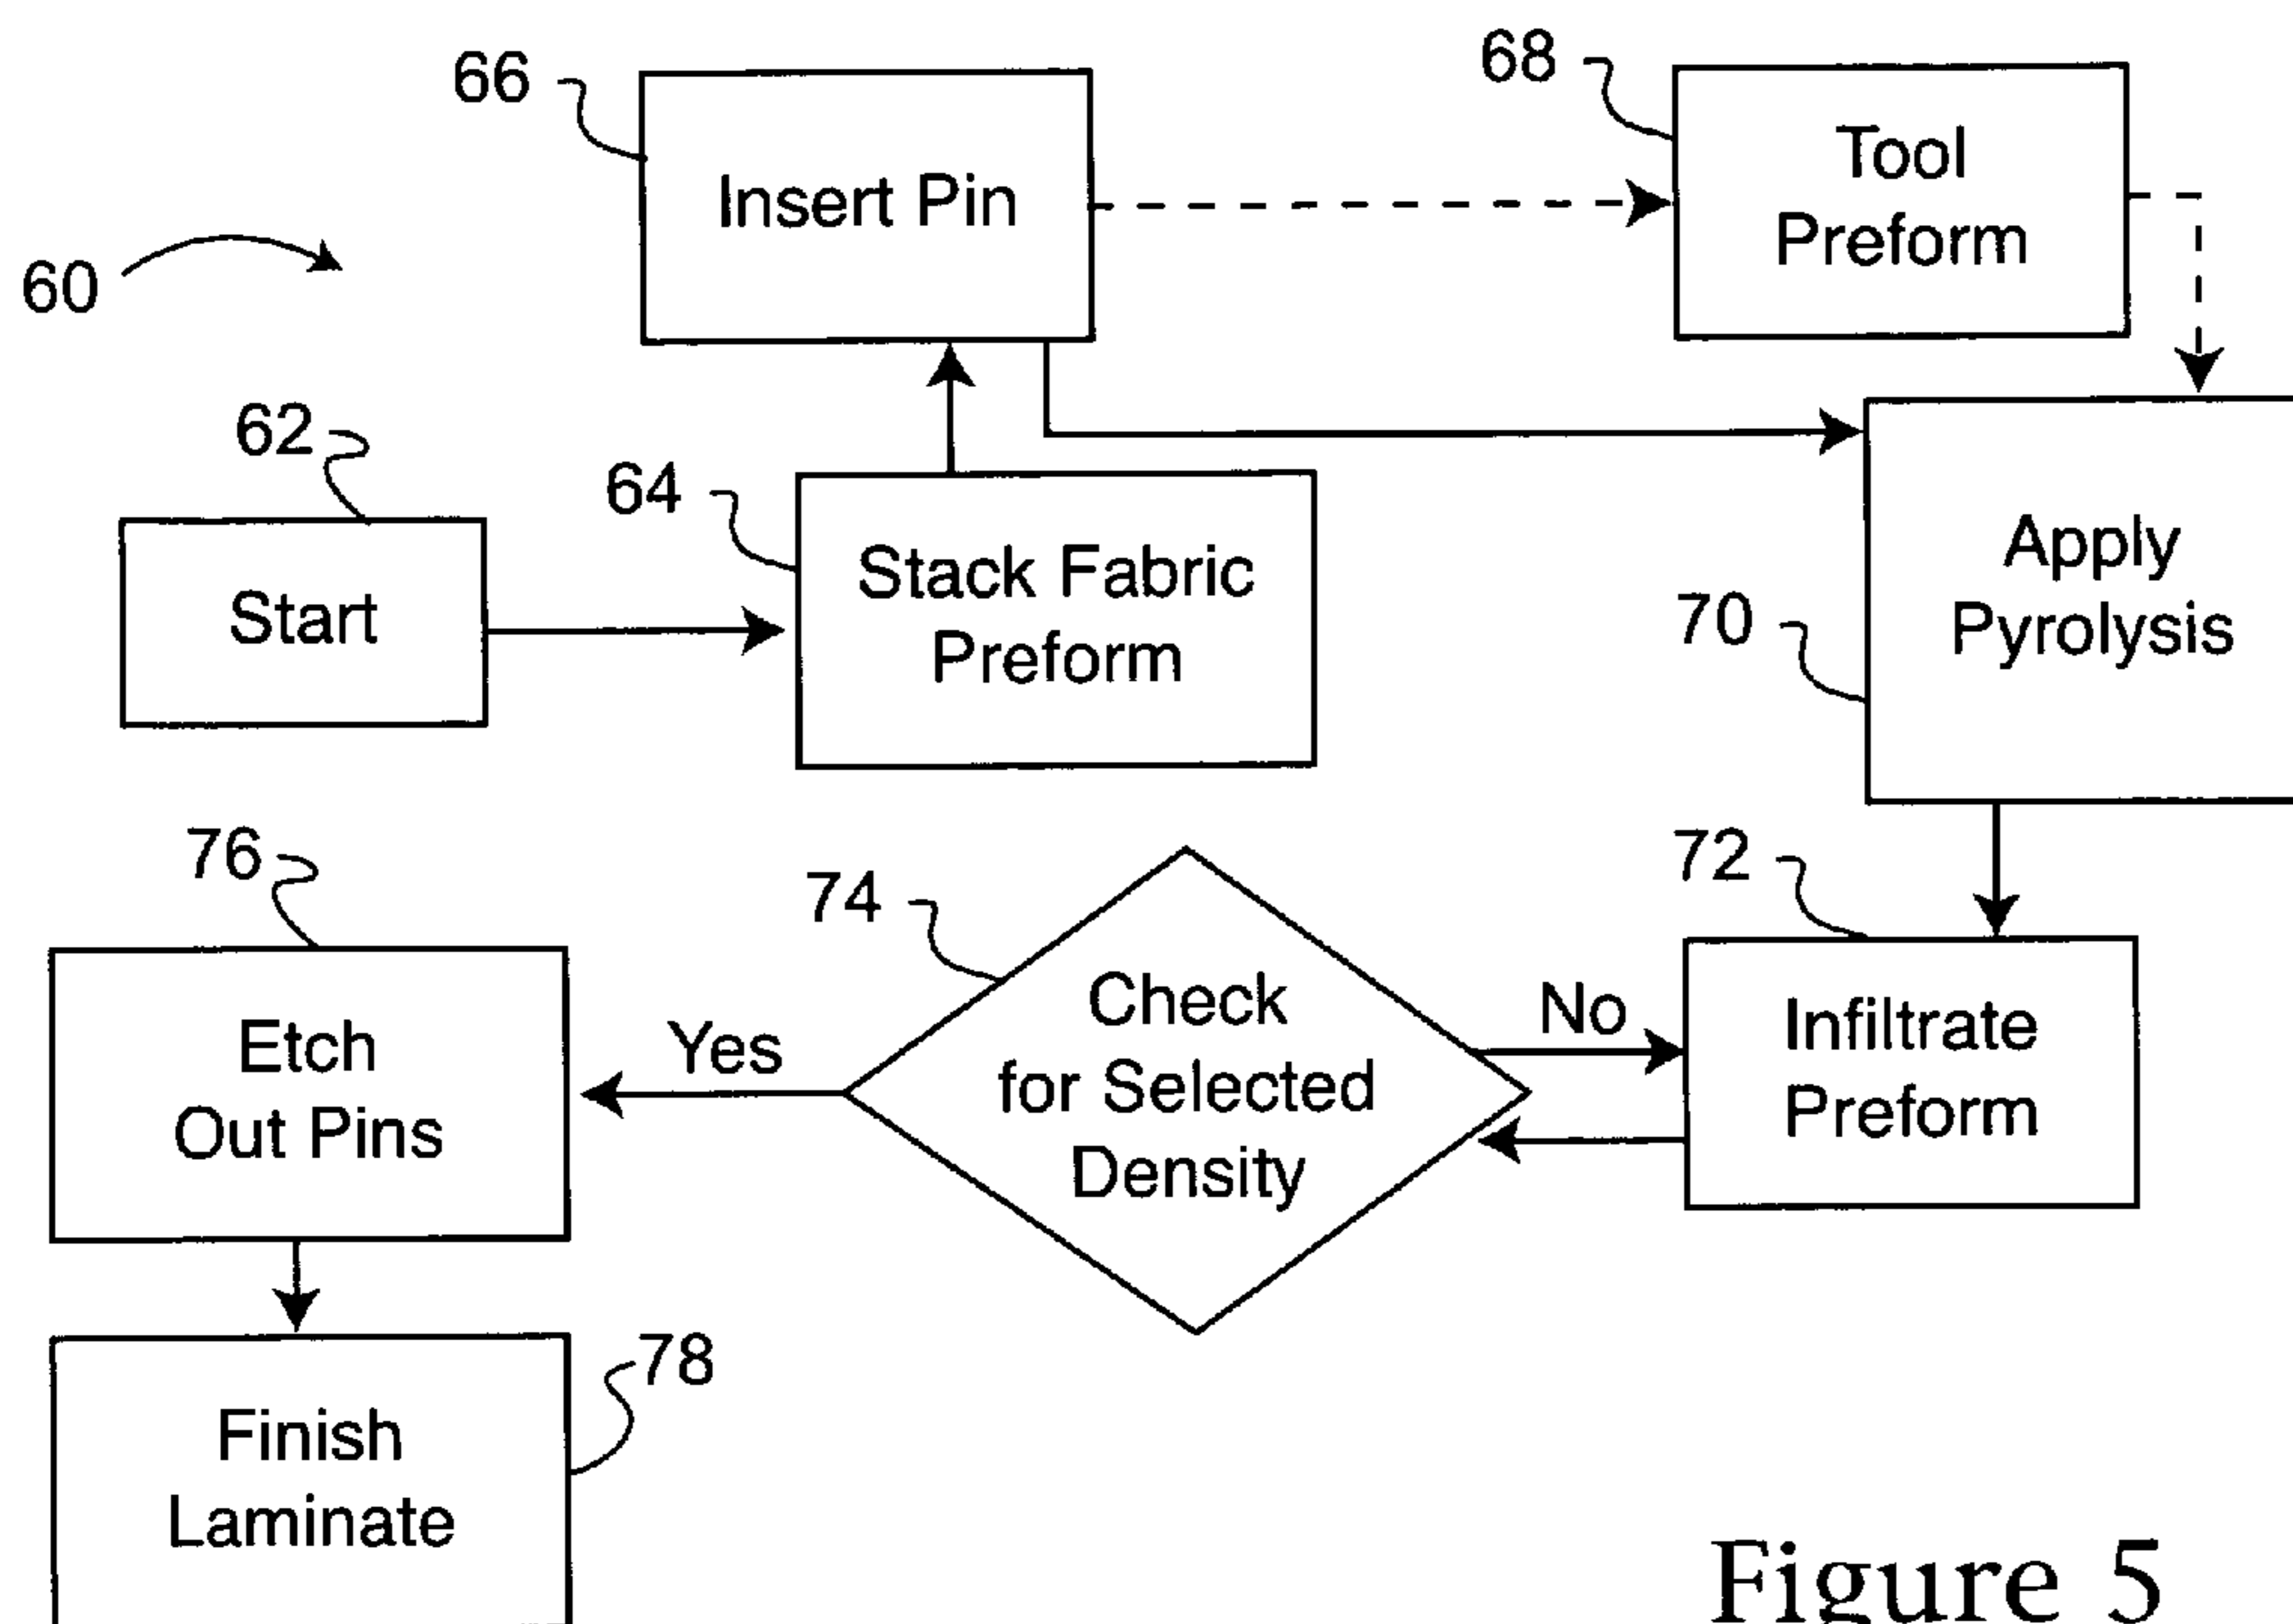 66
Insert Pin
68
Tool
Preform
60
62
Start
64
Stack Fabric
Preform
70
Apply
Pyrolysis
76
Etch
Out Pins
74
Check
for Selected
Density
Yes
No
72
Infiltrate
Preform
78
Finish
Laminate
Figure 5